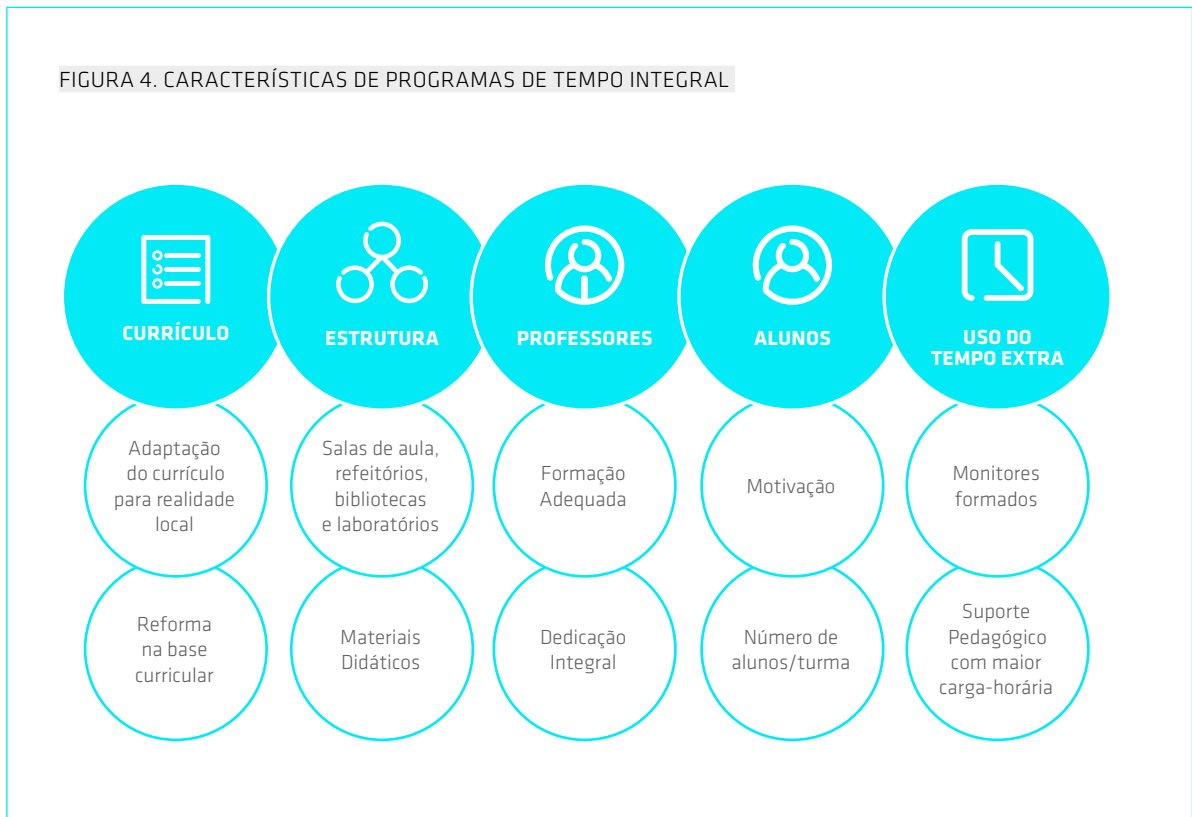 FIGURA 4. CARACTERÍSTICAS DE PROGRAMAS DE TEMPO INTEGRAL
CURRÍCULO
ESTRUTURA
PROFESSORES
ALUNOS
USO DO
TEMPO EXTRA
Adaptação
do currículo
para realidade
local
Salas de aula,
refeitórios,
bibliotecas
e laboratórios
Formação
Adequada
Motivação
Monitores
formados
Reforma
na base
curricular
Materiais
Didáticos
Dedicação
Integral
Número de
alunos/turma
Suporte
Pedagógico
com maior
carga-horária